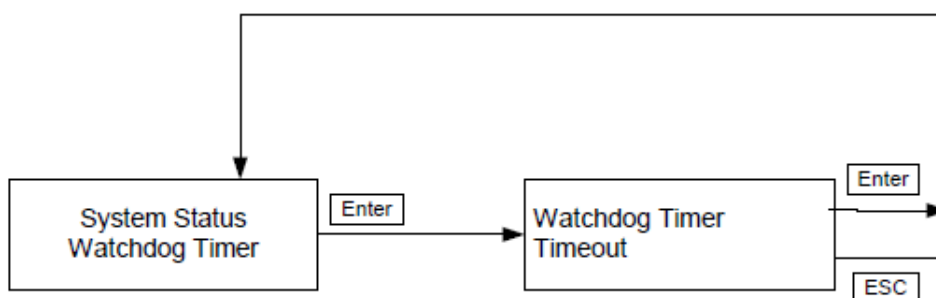 System Status
Watchdog Timer
Enter
Watchdog Timer
Timeout
Enter
ESC